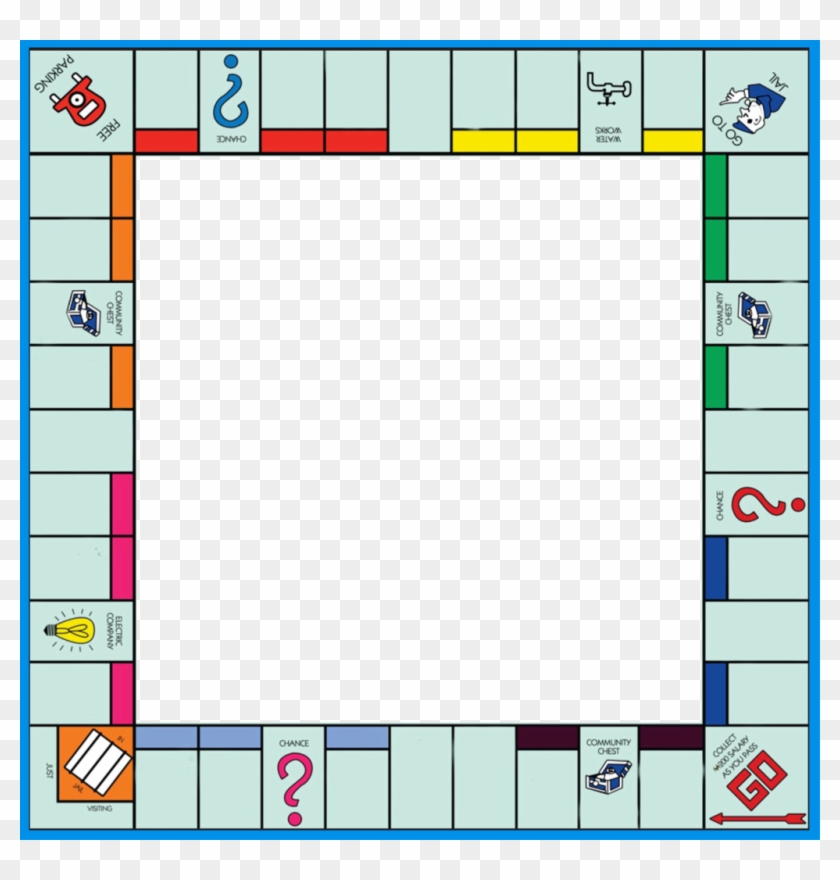 FREE
PARKING
CHANCE
WATER
WORKS
GO TO
JAIL
COMMUNITY
CHEST
COMMUNITY
CHEST
CHANCE
ELECTRIC
COMPANY
IN
JAIL
JUST
VISITING
CHANCE
COMMUNITY
CHEST
COLLECT
SALARY
AS YOU PASS
GO